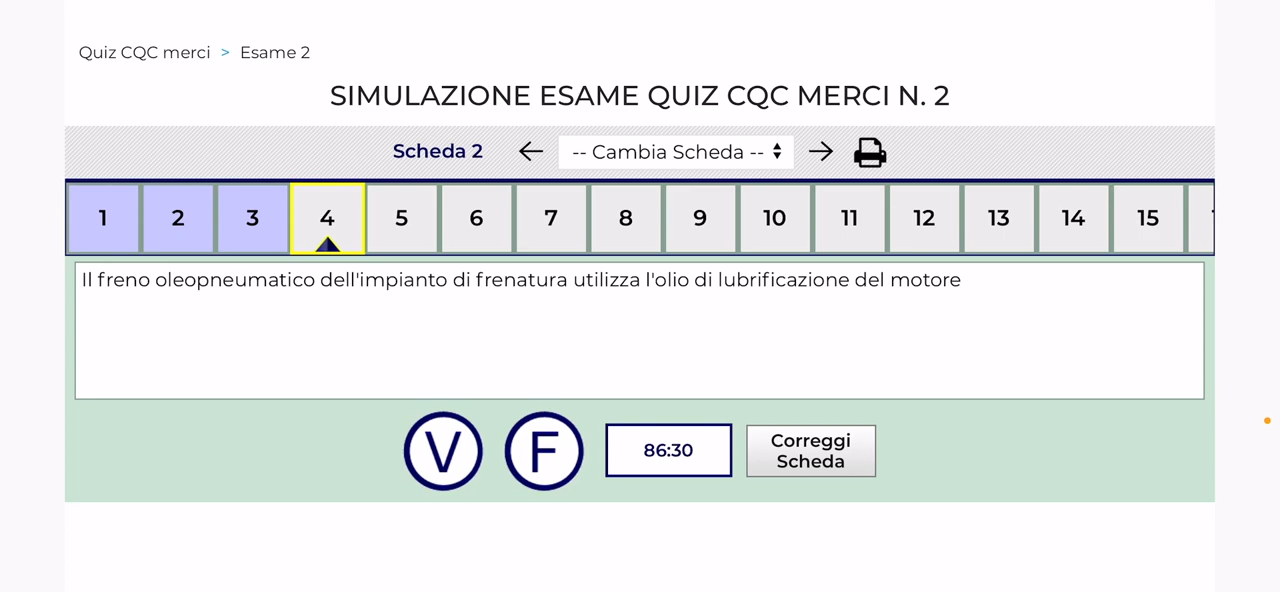 Quiz CQC merci > Esame 2
SIMULAZIONE ESAME QUIZ CQC MERCI N. 2
Scheda 2 ← -- Cambia Scheda -- →
1 2 3 4 5 6 7 8 9 10 11 12 13 14 15
Il freno oleopneumatico dell'impianto di frenatura utilizza l'olio di lubrificazione del motore
V F 86:30 Correggi
Scheda